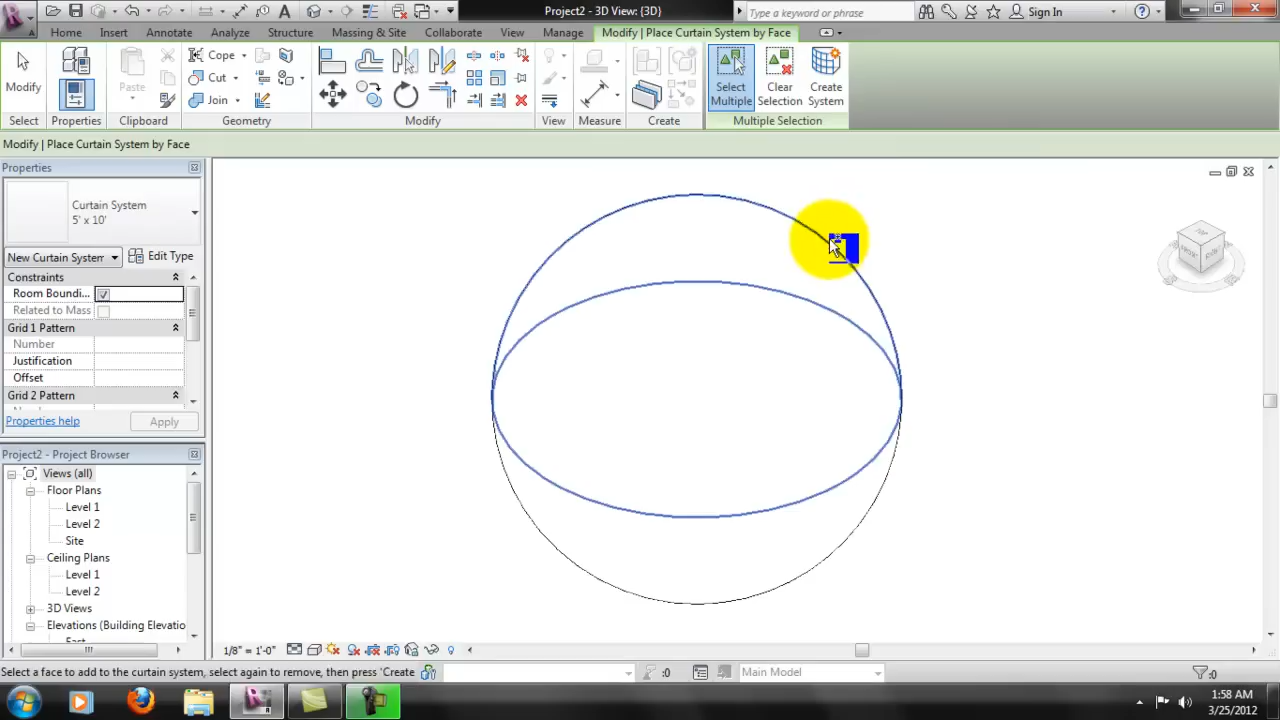 Project2 - 3D View: {3D}
Type a keyword or phrase
Sign In
Home
Insert
Annotate
Analyze
Structure
Massing & Site
Collaborate
View
Manage
Modify | Place Curtain System by Face
Modify
Paste
Cope
Cut
Join
Select Multiple
Clear Selection
Create System
Select
Properties
Clipboard
Geometry
Modify
View
Measure
Create
Multiple Selection
Modify | Place Curtain System by Face
Properties
Curtain System
5' x 10'
New Curtain System
Edit Type
Constraints
Room Boundi...
Related to Mass
Grid 1 Pattern
Number
Justification
Offset
Grid 2 Pattern
Properties help
Apply
Project2 - Project Browser
Views (all)
Floor Plans
Level 1
Level 2
Site
Ceiling Plans
Level 1
Level 2
3D Views
Elevations (Building Elevatio
1/8" = 1'-0"
Select a face to add to the curtain system, select again to remove, then press 'Create
:0
Main Model
:0
1:58 AM
3/25/2012